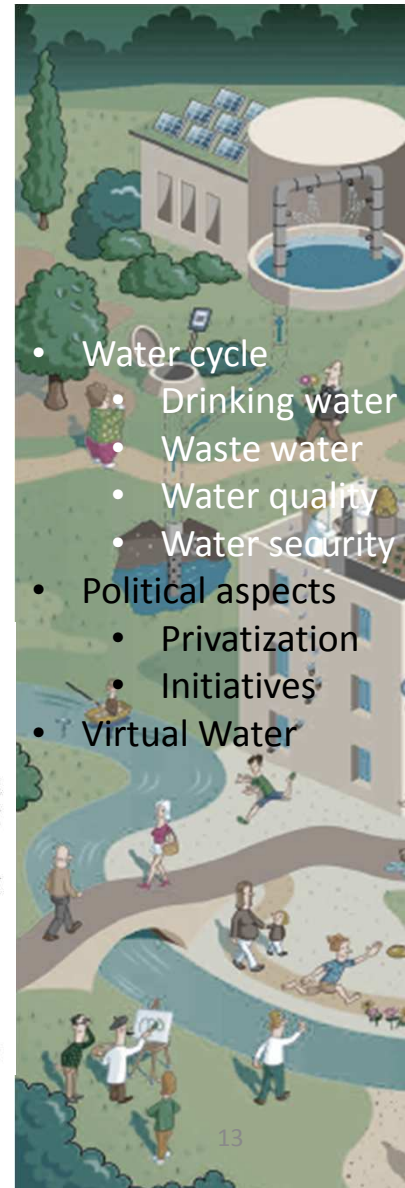 • Water cycle
• Drinking water
• Waste water
• Water quality
• Water security
• Political aspects
• Privatization
• Initiatives
• Virtual Water
13